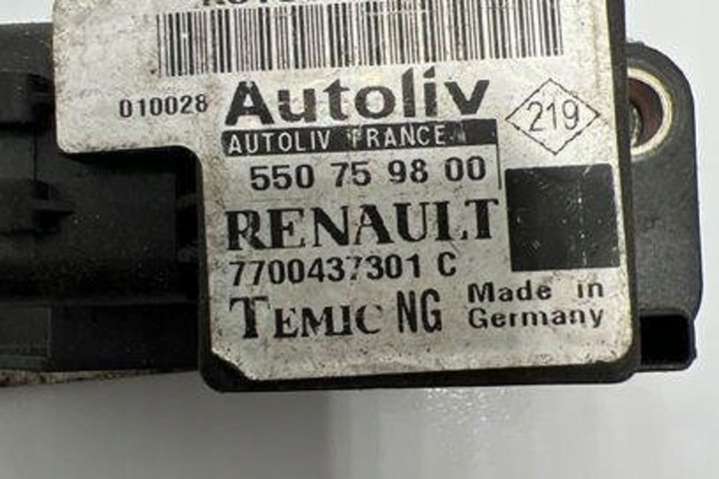 010028 Autoliv
219
AUTOLIV FRANCE
550 75 98 00
RENAULT
7700437301 C
TEMIC NG Made in
Germany